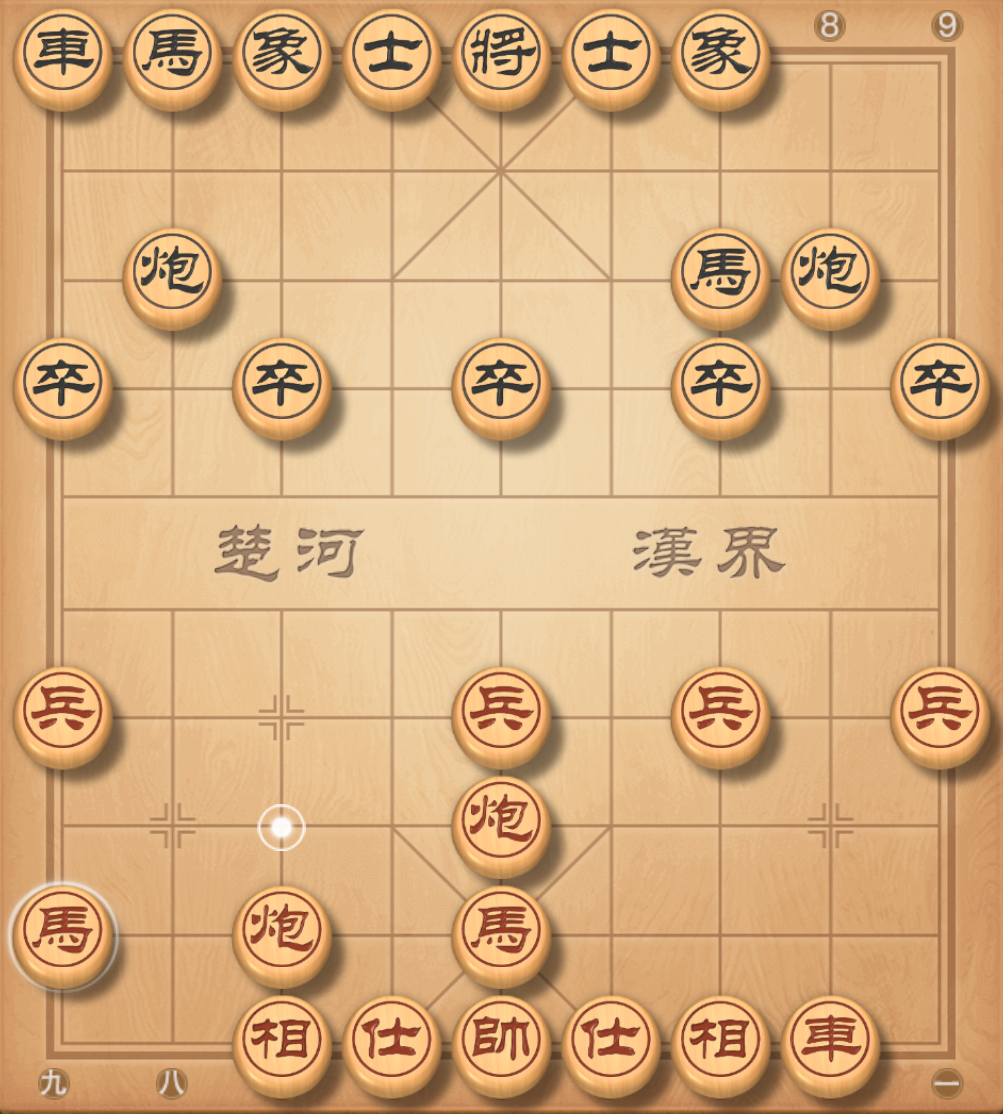 8 9
車 馬 象 士 將 士 象
炮 馬 炮
卒 卒 卒 卒 卒
楚河 漢界
兵 兵 兵 兵
炮
馬 炮 馬
相 仕 帥 仕 相 車
九 八 一